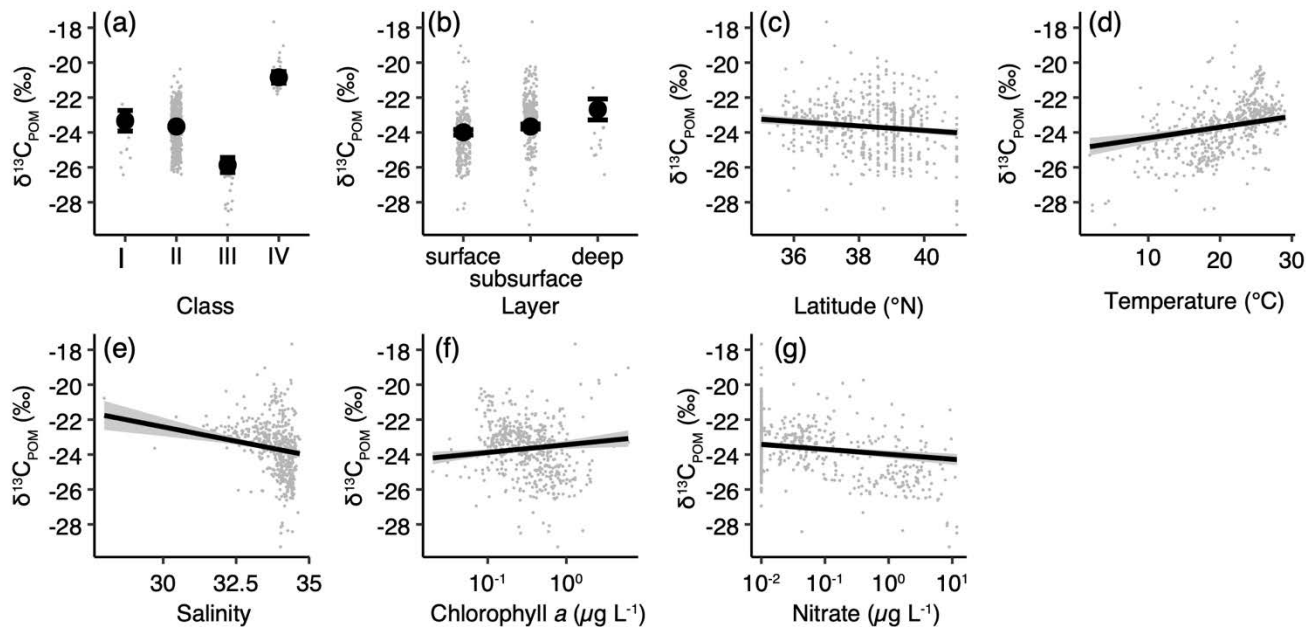 (a)
δ13CPOM (‰)
-18
-20
-22
-24
-26
-28
I II III IV
Class
(b)
δ13CPOM (‰)
-18
-20
-22
-24
-26
-28
surface deep
subsurface
Layer
(c)
δ13CPOM (‰)
-18
-20
-22
-24
-26
-28
36 38 40
Latitude (°N)
(d)
δ13CPOM (‰)
-18
-20
-22
-24
-26
-28
10 20 30
Temperature (°C)
(e)
δ13CPOM (‰)
-18
-20
-22
-24
-26
-28
30 32.5 35
Salinity
(f)
δ13CPOM (‰)
-18
-20
-22
-24
-26
-28
10-1 100
Chlorophyll a (μg L-1)
(g)
δ13CPOM (‰)
-18
-20
-22
-24
-26
-28
10-2 10-1 100 101
Nitrate (μg L-1)